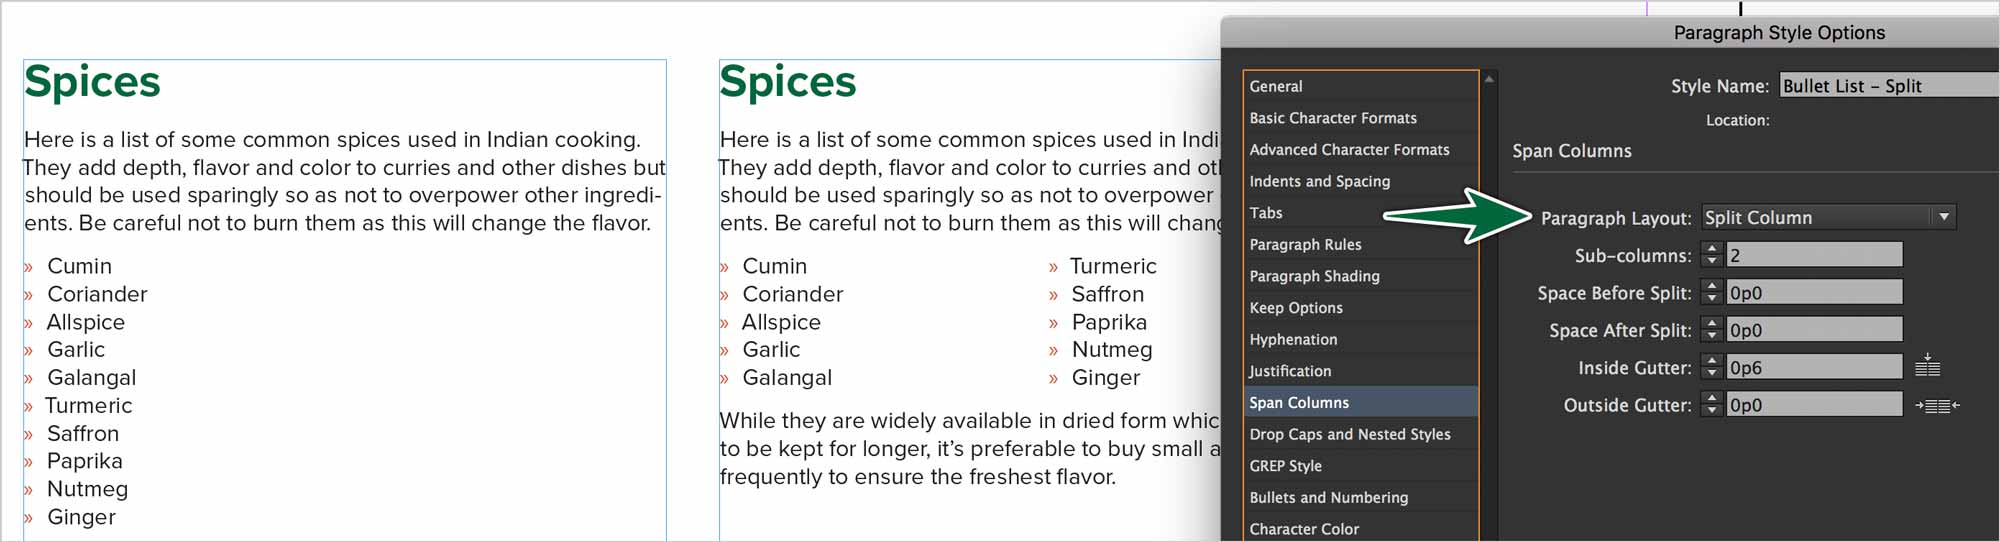 Spices
Here is a list of some common spices used in Indian cooking.
They add depth, flavor and color to curries and other dishes but
should be used sparingly so as not to overpower other ingredi-
ents. Be careful not to burn them as this will change the flavor.
» Cumin
» Coriander
» Allspice
» Garlic
» Galangal
» Turmeric
» Saffron
» Paprika
» Nutmeg
» Ginger
Spices
Here is a list of some common spices used in Indi
They add depth, flavor and color to curries and ot
should be used sparingly so as not to overpower
ents. Be careful not to burn them as this will chang
» Cumin
» Coriander
» Allspice
» Garlic
» Galangal
» Turmeric
» Saffron
» Paprika
» Nutmeg
» Ginger
While they are widely available in dried form whic
to be kept for longer, it's preferable to buy small a
frequently to ensure the freshest flavor.
Paragraph Style Options
General
Basic Character Formats
Advanced Character Formats
Indents and Spacing
Tabs
Paragraph Rules
Paragraph Shading
Keep Options
Hyphenation
Justification
Span Columns
Drop Caps and Nested Styles
GREP Style
Bullets and Numbering
Character Color
Style Name: Bullet List – Split
Location:
Span Columns
Paragraph Layout: Split Column
Sub-columns: 2
Space Before Split: 0p0
Space After Split: 0p0
Inside Gutter: 0p6
Outside Gutter: 0p0